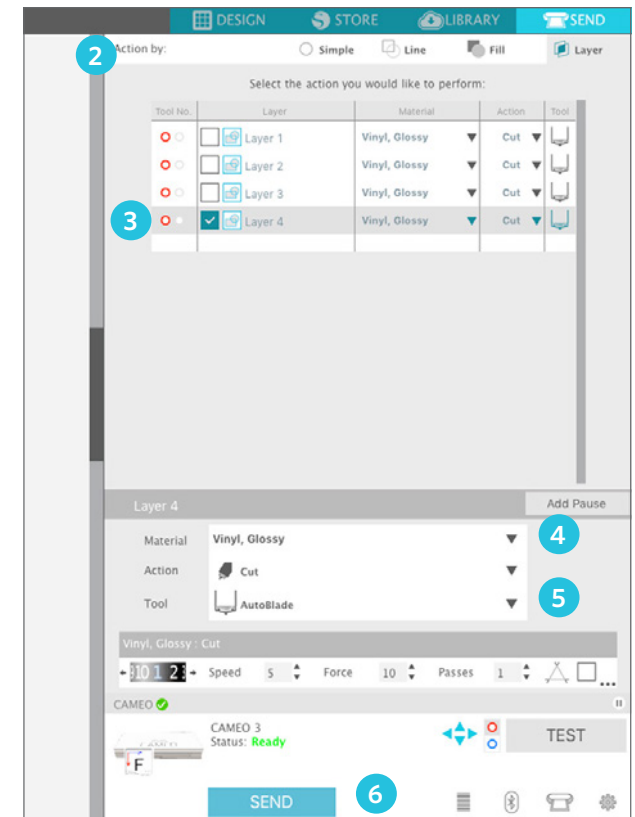 DESIGN STORE LIBRARY SEND
2 Action by: Simple Line Fill Layer
Select the action you would like to perform:
Tool No. Layer Material Action Tool
Layer 1 Vinyl, Glossy Cut
Layer 2 Vinyl, Glossy Cut
Layer 3 Vinyl, Glossy Cut
3 Layer 4 Vinyl, Glossy Cut
Layer 4 Add Pause
Material Vinyl, Glossy 4
Action Cut
Tool AutoBlade 5
Vinyl, Glossy : Cut
10 1 2 Speed 5 Force 10 Passes 1 ...
CAMEO
CAMEO 3
Status: Ready
TEST
F
SEND 6